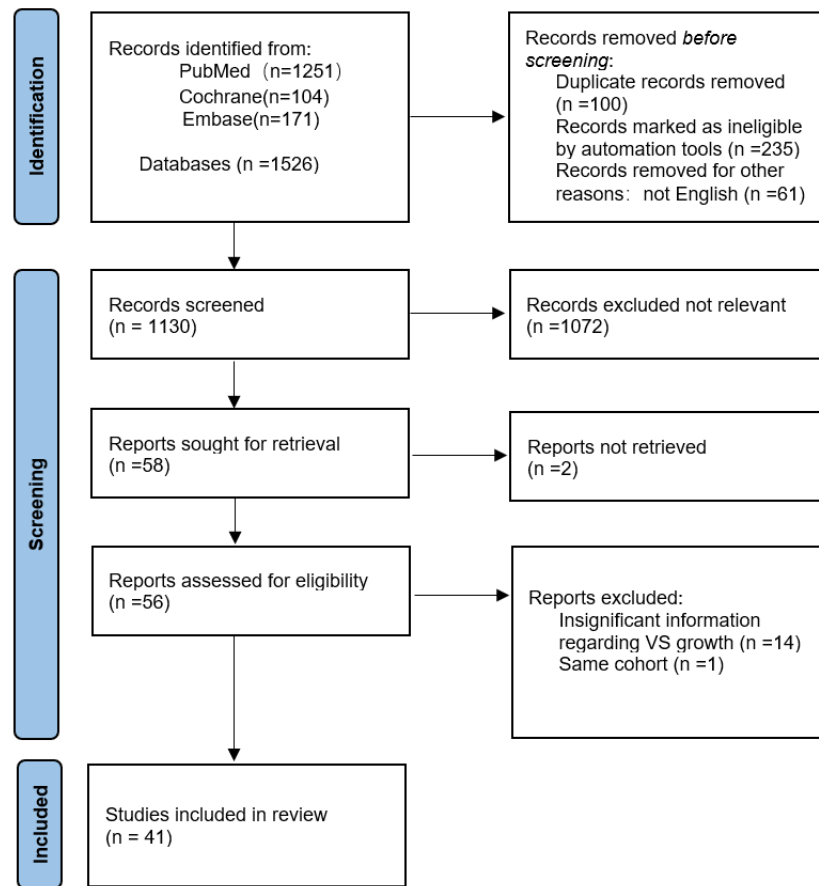 Identification
Records identified from:
PubMed（n=1251）
Cochrane(n=104)
Embase(n=171)
Databases (n =1526)
Records removed before
screening:
Duplicate records removed
(n =100)
Records marked as ineligible
by automation tools (n =235)
Records removed for other
reasons：not English (n =61)
Screening
Records screened
(n = 1130)
Records excluded not relevant
(n =1072)
Reports sought for retrieval
(n =58)
Reports not retrieved
(n =2)
Reports assessed for eligibility
(n =56)
Reports excluded:
Insignificant information
regarding VS growth (n =14)
Same cohort (n =1)
Included
Studies included in review
(n = 41)